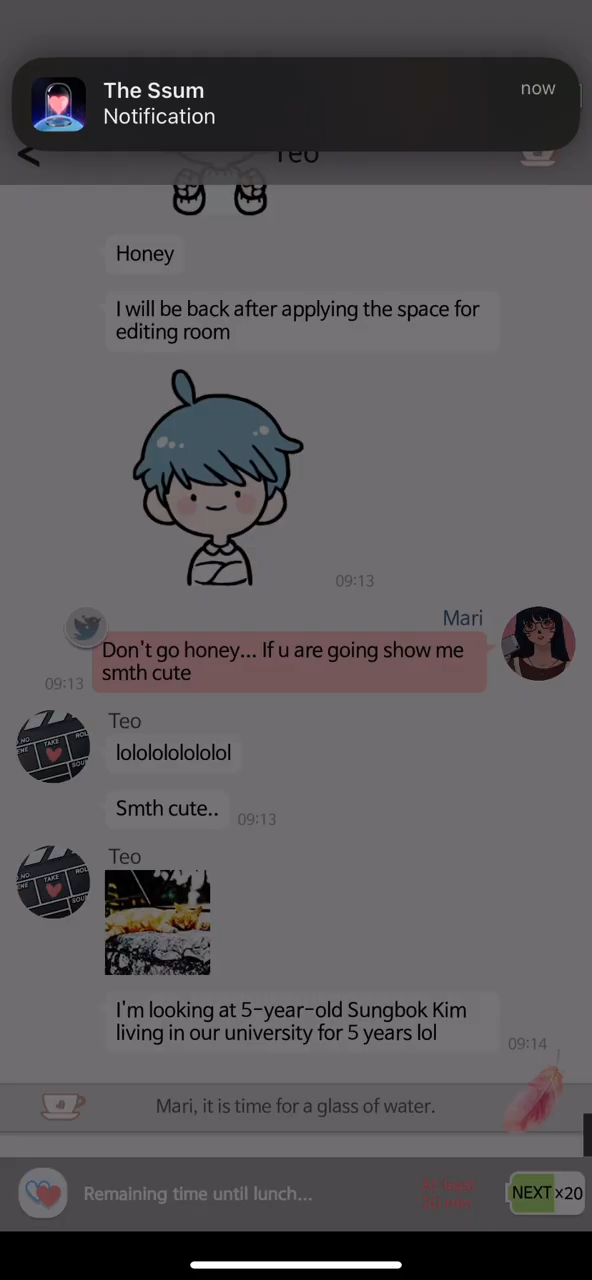 The Ssum
now
Notification
Teo
Honey
I will be back after applying the space for
editing room
09:13
Mari
Don't go honey... If u are going show me
smth cute
09:13
Teo
lolololololololol
Smth cute..
09:13
Teo
I'm looking at 5-year-old Sungbok Kim
living in our university for 5 years lol
09:14
Mari, it is time for a glass of water.
Remaining time until lunch...
At least
NEXT x20